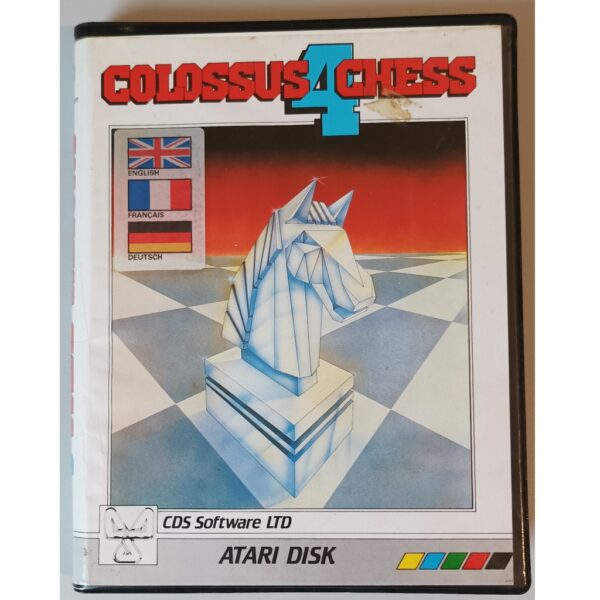 COLOSSUS 4 CHESS
ENGLISH
FRANÇAIS
DEUTSCH
CDS Software LTD
ATARI DISK